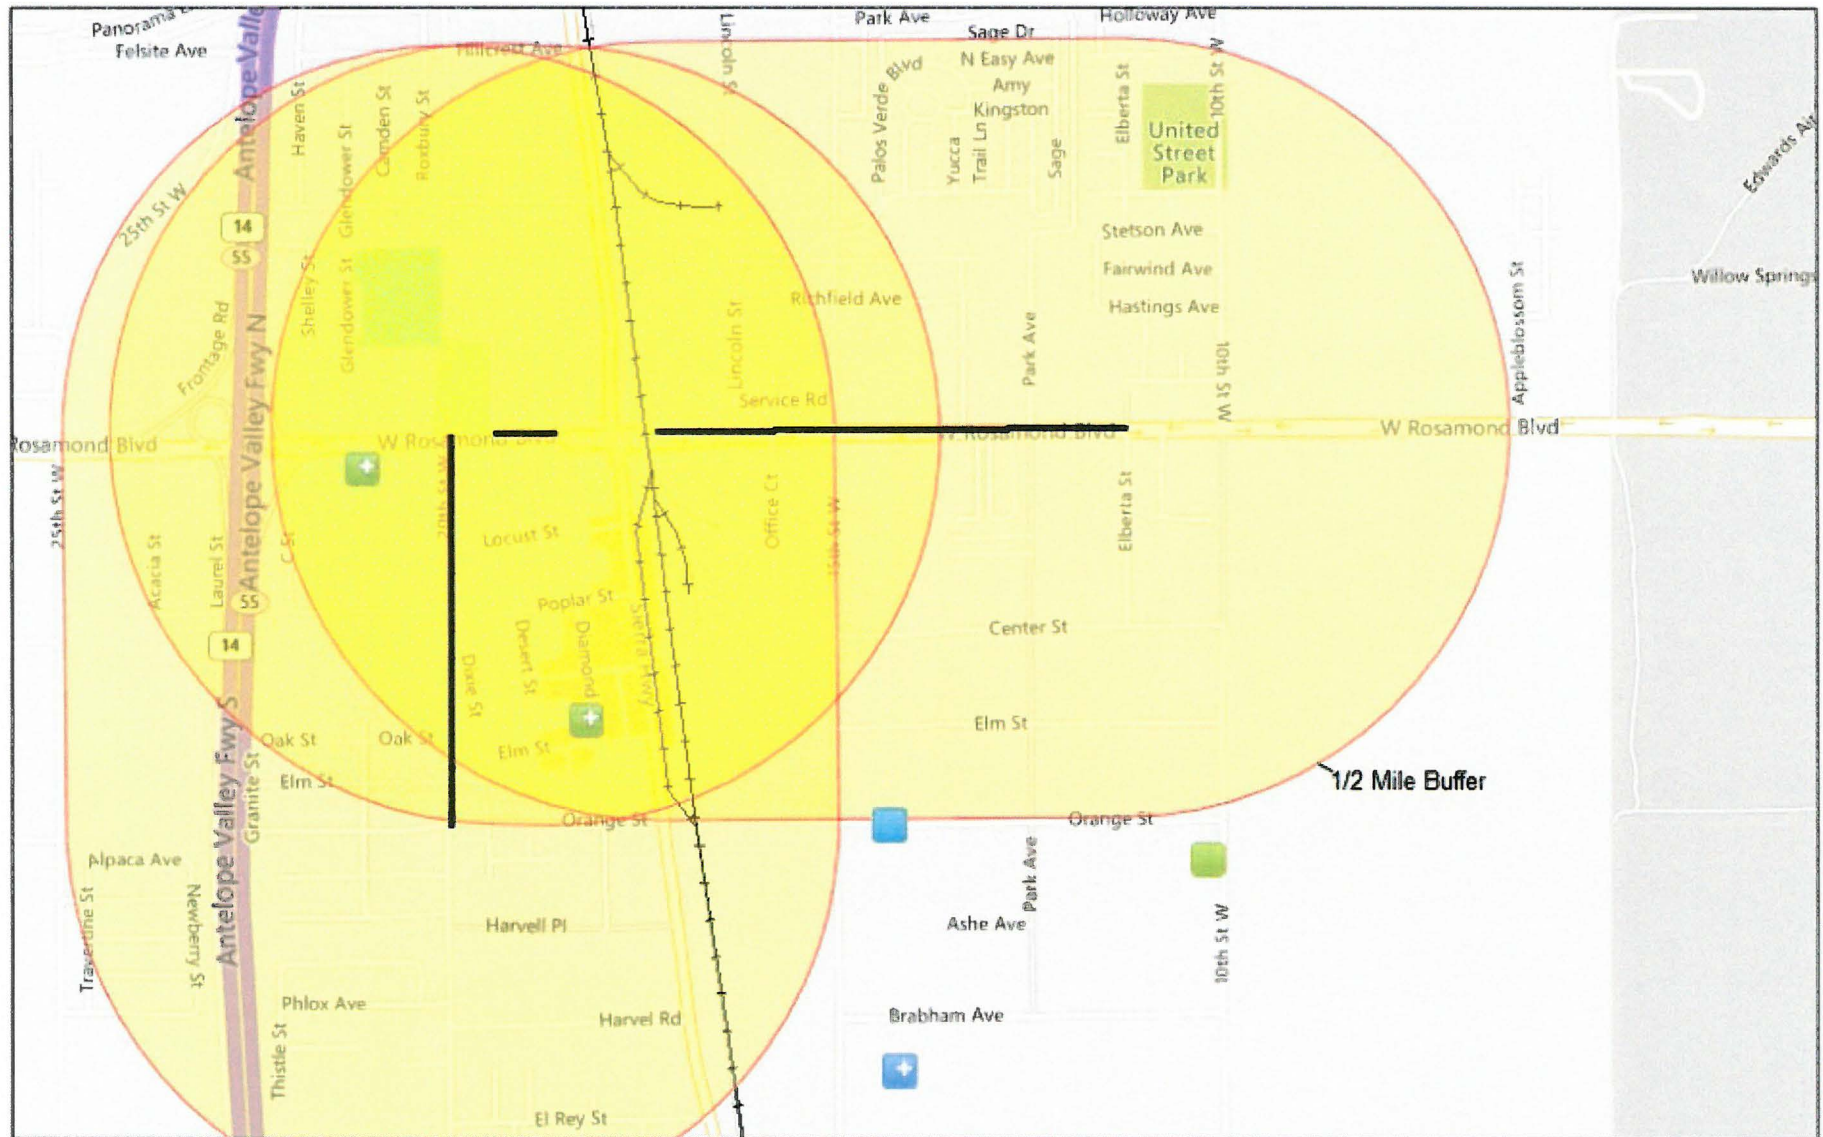 Panorama
Park Ave
Holloway Ave
Felsite Ave
Hillcrest Ave
Lincoln St
Sage Dr
Antelope Valle
N Easy Ave
Palos Verde Blvd
Amy
Kingston
Haven St
Camden St
Roxbury St
Glendower St
Yucca
Trail Ln
Sage
Elberta St
10th St W
United
Street
Park
Edwards Air
25th St W
14
55
Stetson Ave
Fairwind Ave
Willow Springs
Shelley St
Glendower St
Frontage Rd
Richfield Ave
Hastings Ave
Appleblossom St
Antelope Valley Fwy N
Lincoln St
Park Ave
10th St W
Service Rd
Rosamond Blvd
W Rosamond Blvd
W Rosamond Blvd
W Rosamond Blvd
25th St W
20th St W
Office Ct
15th St W
Elberta St
Acacia St
Laurel St
C St
Locust St
55
Poplar St
14
Desert St
Diamond
Sierra Hwy
Center St
Dixie St
Oak St
Oak St
Elm St
Elm St
Elm St
1/2 Mile Buffer
Antelope Valley Fwy S
Granite St
Orange St
Orange St
Alpaca Ave
Travertine St
Newberry St
Park Ave
Harvell Pl
Ashe Ave
10th St W
Phlox Ave
Harvel Rd
Brabham Ave
Thistle St
El Rey St